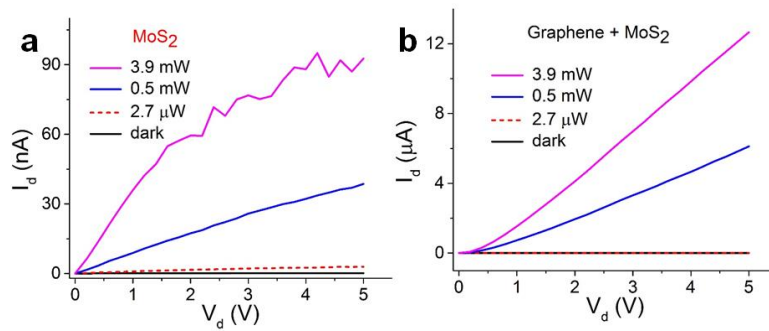 a
MoS2
3.9 mW
0.5 mW
2.7 μW
dark
90
60
30
0
0 1 2 3 4 5
Id (nA)
Vd (V)
b
Graphene + MoS2
3.9 mW
0.5 mW
2.7 μW
dark
12
8
4
0
0 1 2 3 4 5
Id (μA)
Vd (V)